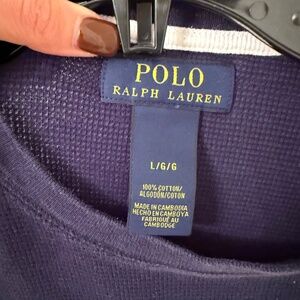 POLO
RALPH LAUREN
L/G/G
100% COTTON/
ALGODÓN/COTON
MADE IN CAMBODIA
HECHO EN CAMBOYA
FABRIQUÉ AU
CAMBODGE